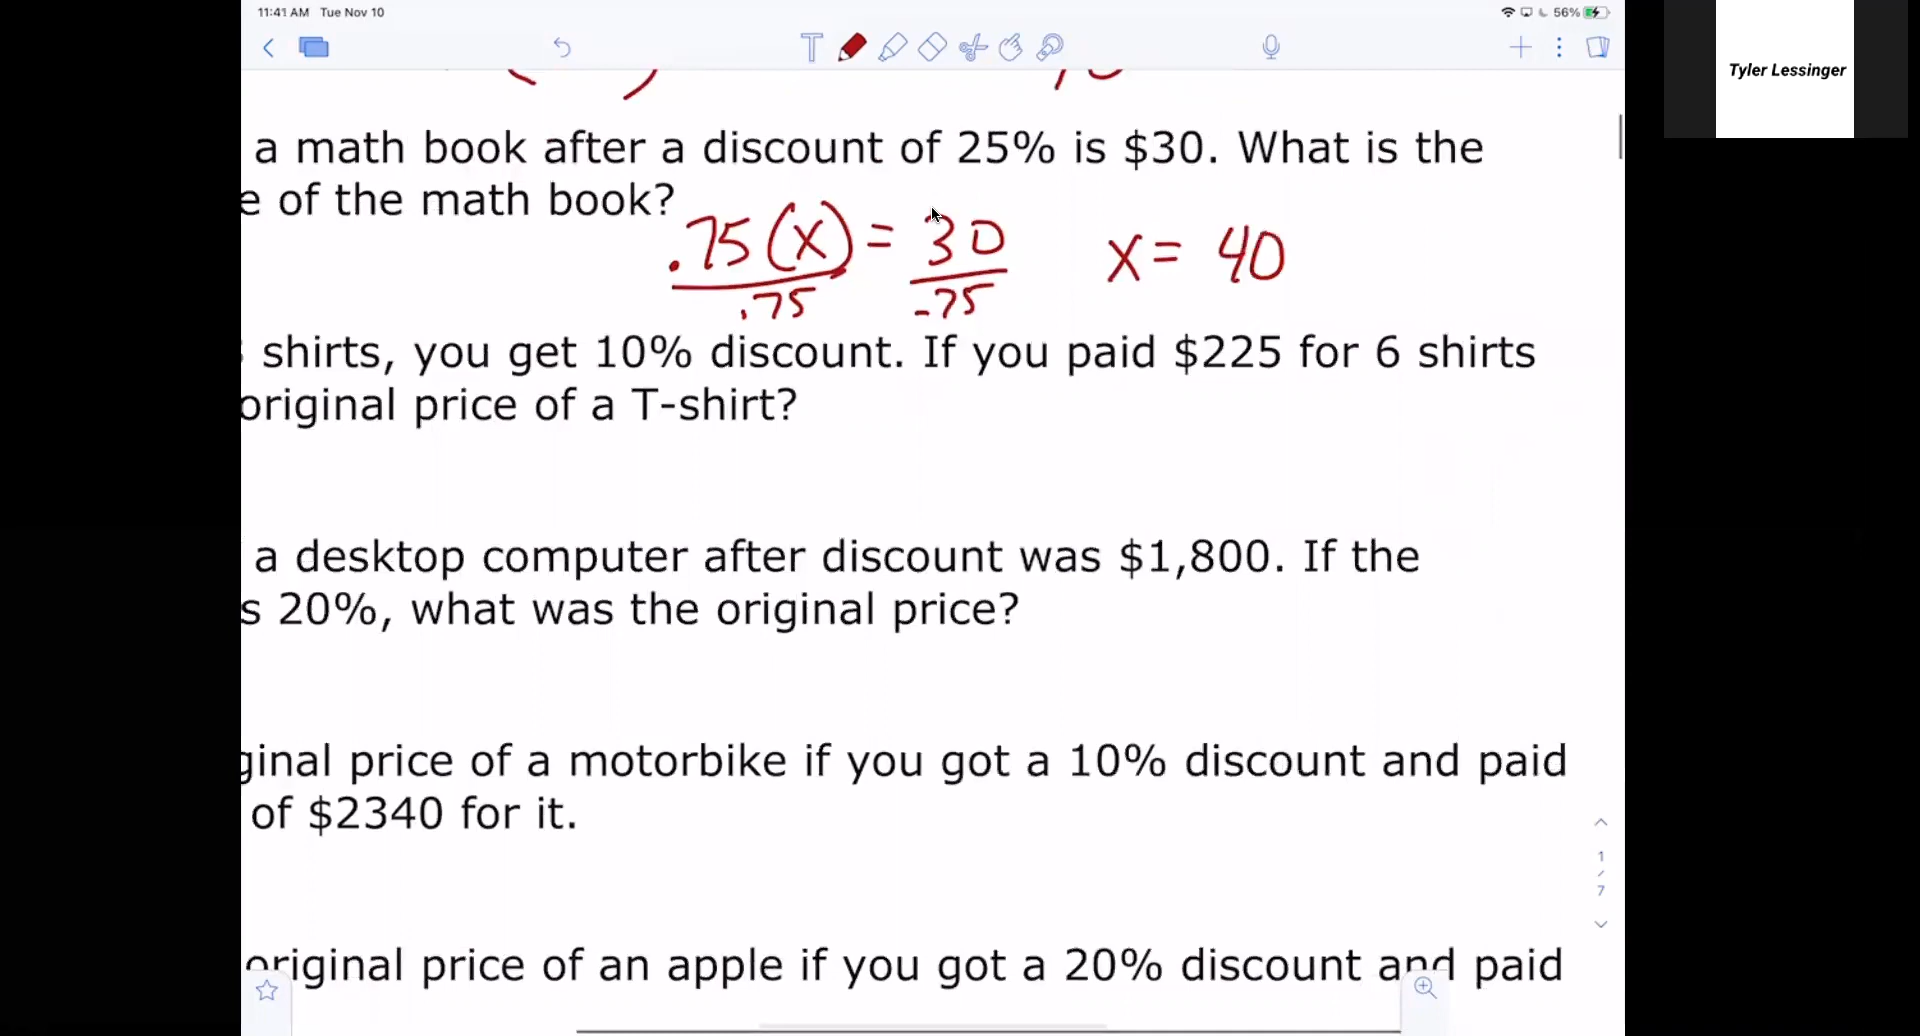 11:41 AM Tue Nov 10
56%
Tyler Lessinger
a math book after a discount of 25% is $30. What is the
e of the math book?
.75 (x) = 30
.75 .75
x = 40
shirts, you get 10% discount. If you paid $225 for 6 shirts
original price of a T-shirt?
a desktop computer after discount was $1,800. If the
s 20%, what was the original price?
ginal price of a motorbike if you got a 10% discount and paid
of $2340 for it.
1
/
7
original price of an apple if you got a 20% discount and paid